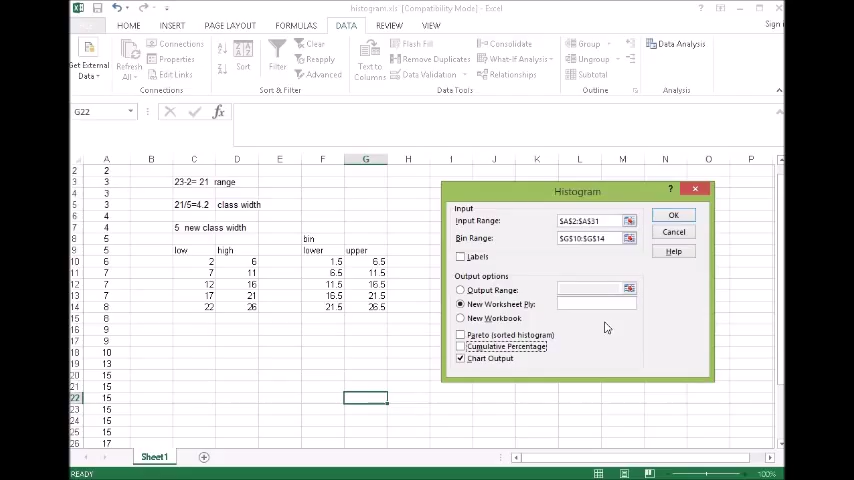 histogram.xls [Compatibility Mode] - Excel
HOME INSERT PAGE LAYOUT FORMULAS DATA REVIEW VIEW Sign i
Get External Data
Refresh All
Connections
Properties
Edit Links
Connections
Sort
Filter
Clear
Reapply
Advanced
Sort & Filter
Text to Columns
Flash Fill
Remove Duplicates
Data Validation
Consolidate
What-If Analysis
Relationships
Data Tools
Group
Ungroup
Subtotal
Outline
Data Analysis
Analysis
G22
fx
A B C D E F G H I J K L M N O P
2 2
3 3 23-2= 21 range
4 3
5 3 21/5=4.2 class width
6 4
7 4 5 new class width
8 5 bin
9 5 low high lower upper
10 6 2 6 1.5 6.5
11 7 7 11 6.5 11.5
12 7 12 16 11.5 16.5
13 7 17 21 16.5 21.5
14 8 22 26 21.5 26.5
15 8
16 9
17 9
18 10
19 13
20 15
21 15
22 15
23 15
24 15
25 15
26 17
Histogram
?
Input
Input Range: $A$2:$A$31
Bin Range: $G$10:$G$14
Labels
OK
Cancel
Help
Output options
Output Range:
New Worksheet Ply:
New Workbook
Pareto (sorted histogram)
Cumulative Percentage
Chart Output
Sheet1
READY 100%